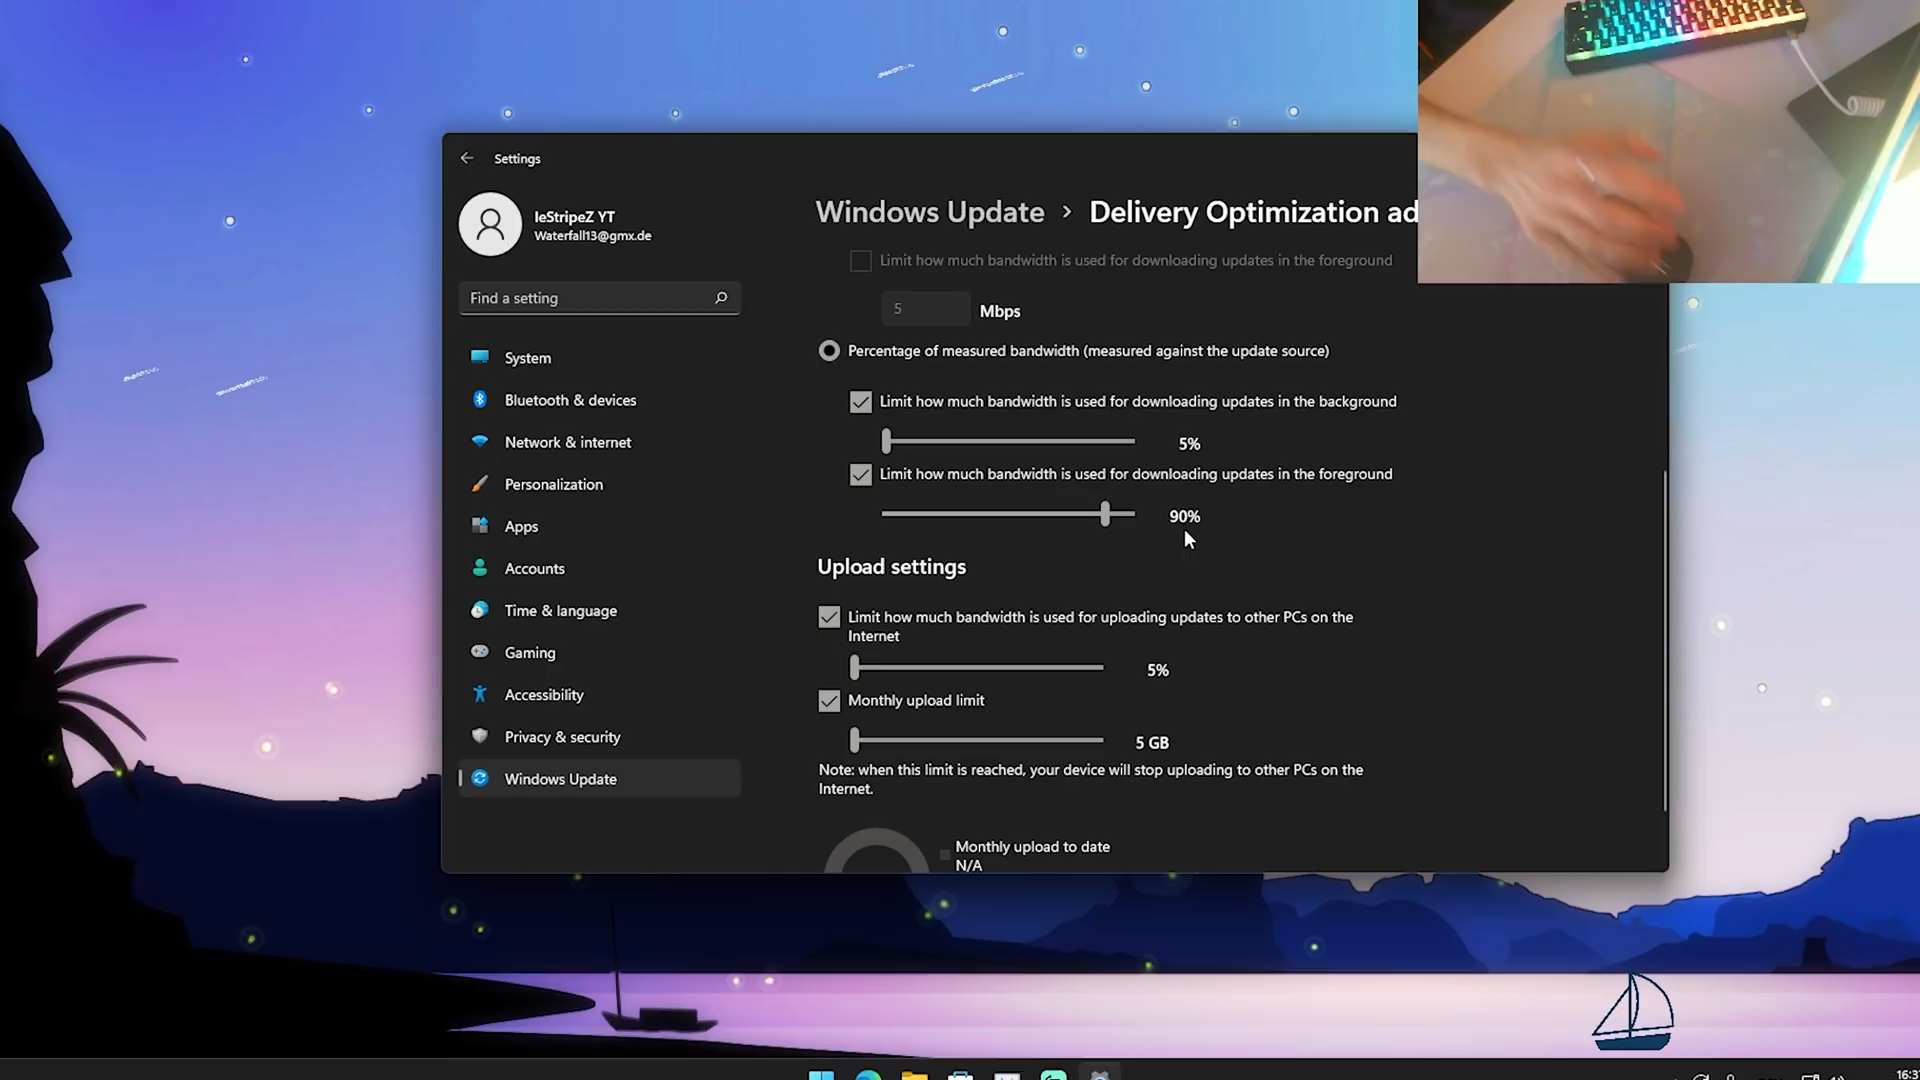 Settings
leStripeZ YT
Waterfall13@gmx.de
Find a setting
System
Bluetooth & devices
Network & internet
Personalization
Apps
Accounts
Time & language
Gaming
Accessibility
Privacy & security
Windows Update
Windows Update > Delivery Optimization ad
Limit how much bandwidth is used for downloading updates in the foreground
5 Mbps
Percentage of measured bandwidth (measured against the update source)
Limit how much bandwidth is used for downloading updates in the background
5%
Limit how much bandwidth is used for downloading updates in the foreground
90%
Upload settings
Limit how much bandwidth is used for uploading updates to other PCs on the
Internet
5%
Monthly upload limit
5 GB
Note: when this limit is reached, your device will stop uploading to other PCs on the
Internet.
Monthly upload to date
N/A